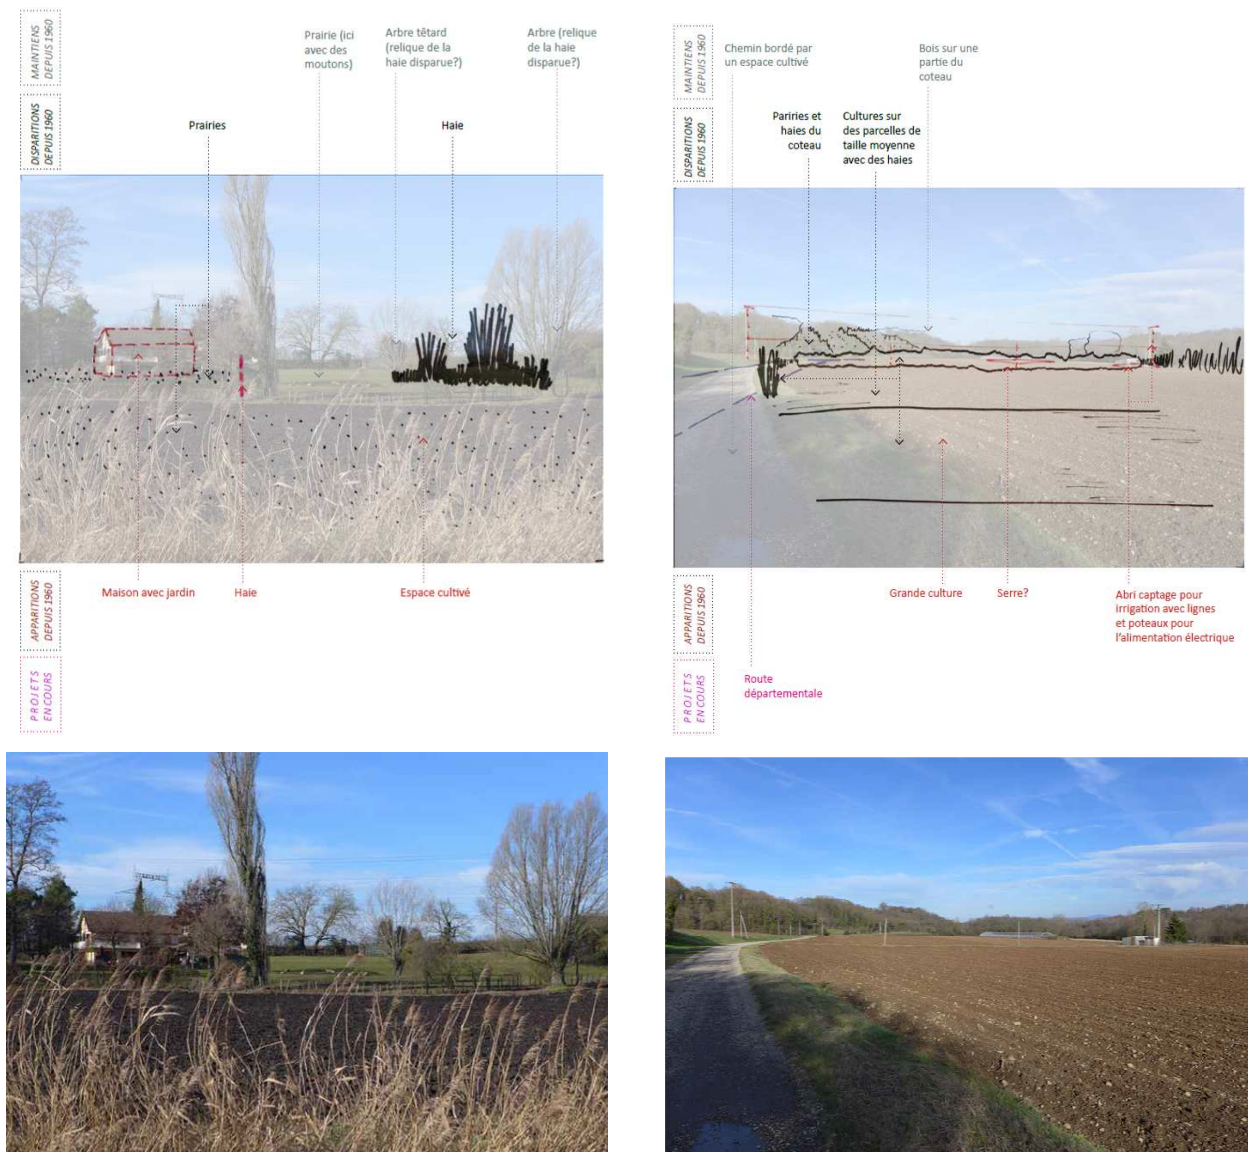 MAINTIENS
DEPUIS 1960
Prairie (ici
avec des
moutons)
Arbre têtard
(relique de la
haie disparue?)
Arbre (relique
de la haie
disparue?)
DISPARITIONS
DEPUIS 1960
Prairies
Haie
APPARITIONS
DEPUIS 1960
Maison avec jardin
Haie
Espace cultivé
PROJETS
EN COURS
MAINTIENS
DEPUIS 1960
Chemin bordé par
un espace cultivé
Bois sur une
partie du
coteau
DISPARITIONS
DEPUIS 1960
Pariries et
haies du
coteau
Cultures sur
des parcelles de
taille moyenne
avec des haies
APPARITIONS
DEPUIS 1960
Grande culture
Serre?
Abri captage pour
irrigation avec lignes
et poteaux pour
l'alimentation électrique
PROJETS
EN COURS
Route
départementale